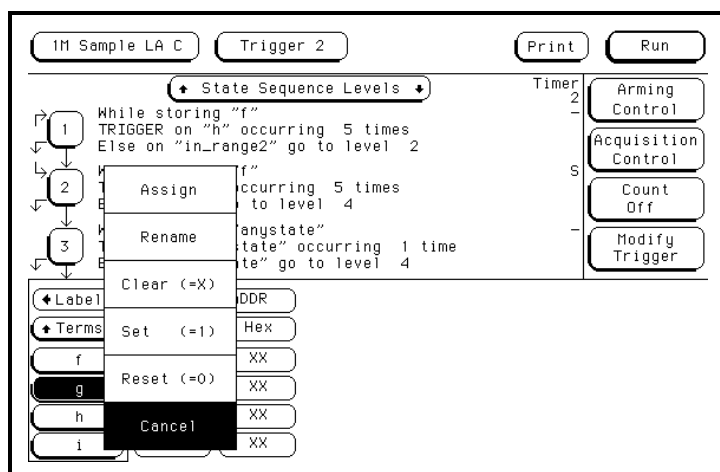 1M Sample LA C
Trigger 2
Print
Run
State Sequence Levels
Timer
2
Arming
Control
Acquisition
Control
Count
Off
Modify
Trigger
1
While storing "f"
TRIGGER on "h" occurring 5 times
Else on "in_range2" go to level 2
–
2
f"
occurring 5 times
to level 4
S
3
anystate"
state" occurring 1 time
te" go to level 4
–
Assign
Rename
Clear (=X)
Set (=1)
Reset (=0)
Cancel
Label
DDR
Terms
Hex
f
XX
g
XX
h
XX
i
XX